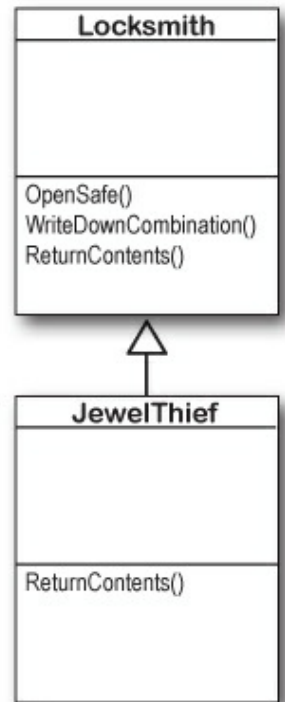 Locksmith
OpenSafe()
WriteDownCombination()
ReturnContents()
JewelThief
ReturnContents()